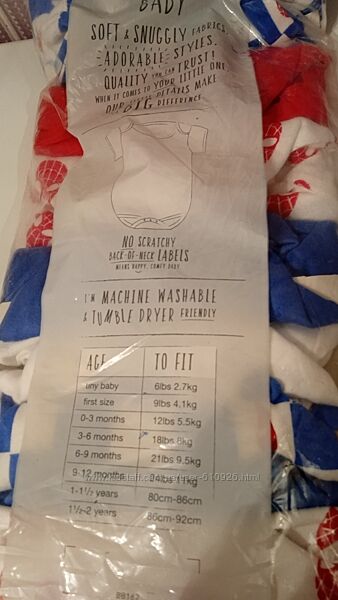 BABY
SOFT & SNUGGLY FABRICS,
ADORABLE STYLES.
QUALITY YOU CAN TRUST!
WHEN IT COMES TO YOUR LITTLE ONE,
OUR DETAILS MAKE
BIG DIFFERENCE.
NO SCRATCHY
BACK-OF-NECK LABELS
MEANS HAPPY, COMFY BABY
I'M MACHINE WASHABLE
& TUMBLE DRYER FRIENDLY
AGE TO FIT
tiny baby 6lbs 2.7kg
first size 9lbs 4.1kg
0-3 months 12lbs 5.5kg
3-6 months 18lbs 8kg
6-9 months 21lbs 9.5kg
9-12 months 24lbs 11kg
1-1½ years 80cm-86cm
1½-2 years 86cm-92cm